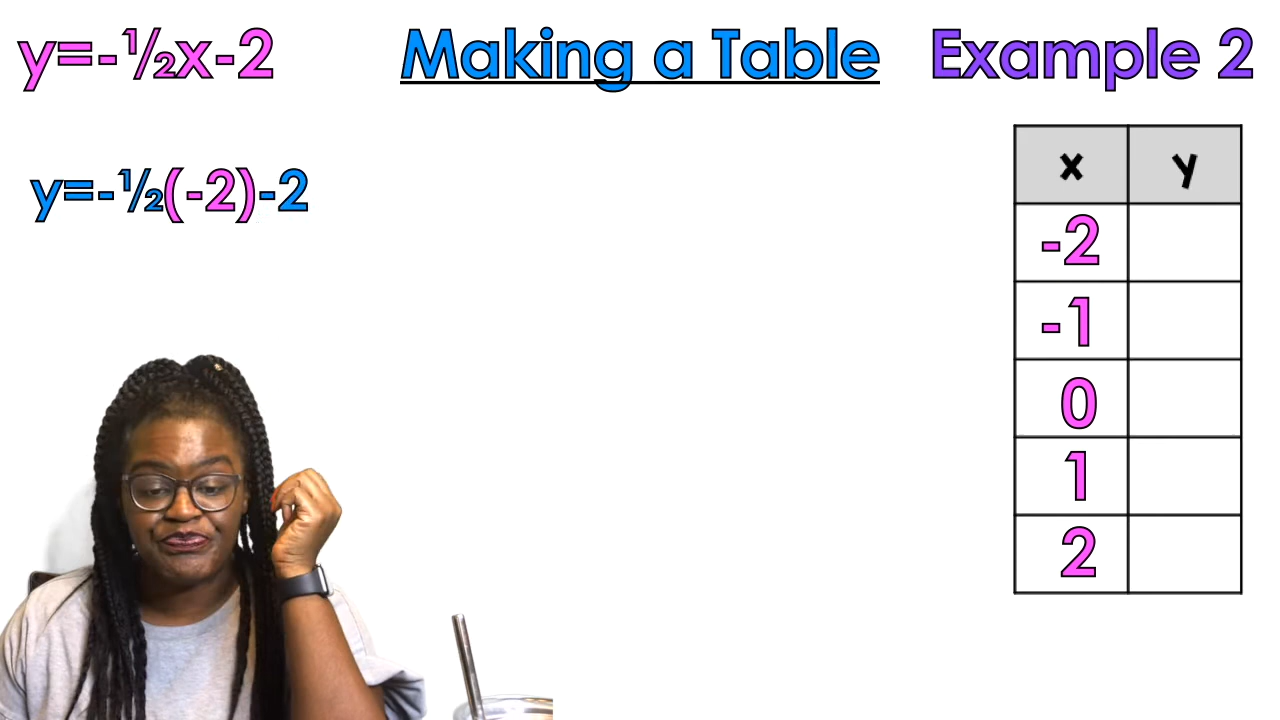 y=-½x-2
Making a Table
Example 2
y=-½(-2)-2
x y
-2
-1
0
1
2